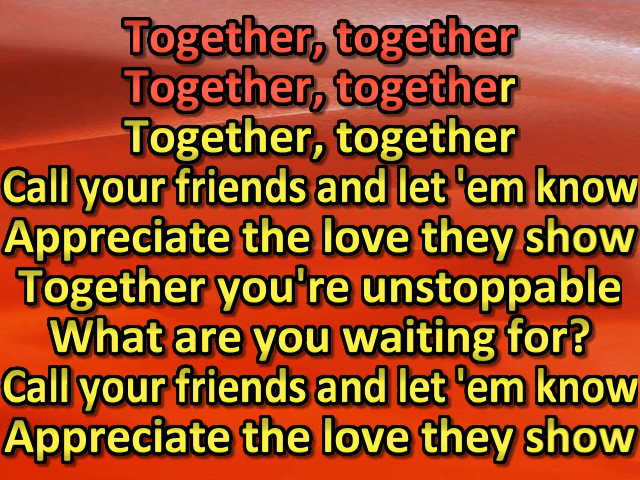 Together, together
Together, together
Together, together
Call your friends and let 'em know
Appreciate the love they show
Together you're unstoppable
What are you waiting for?
Call your friends and let 'em know
Appreciate the love they show